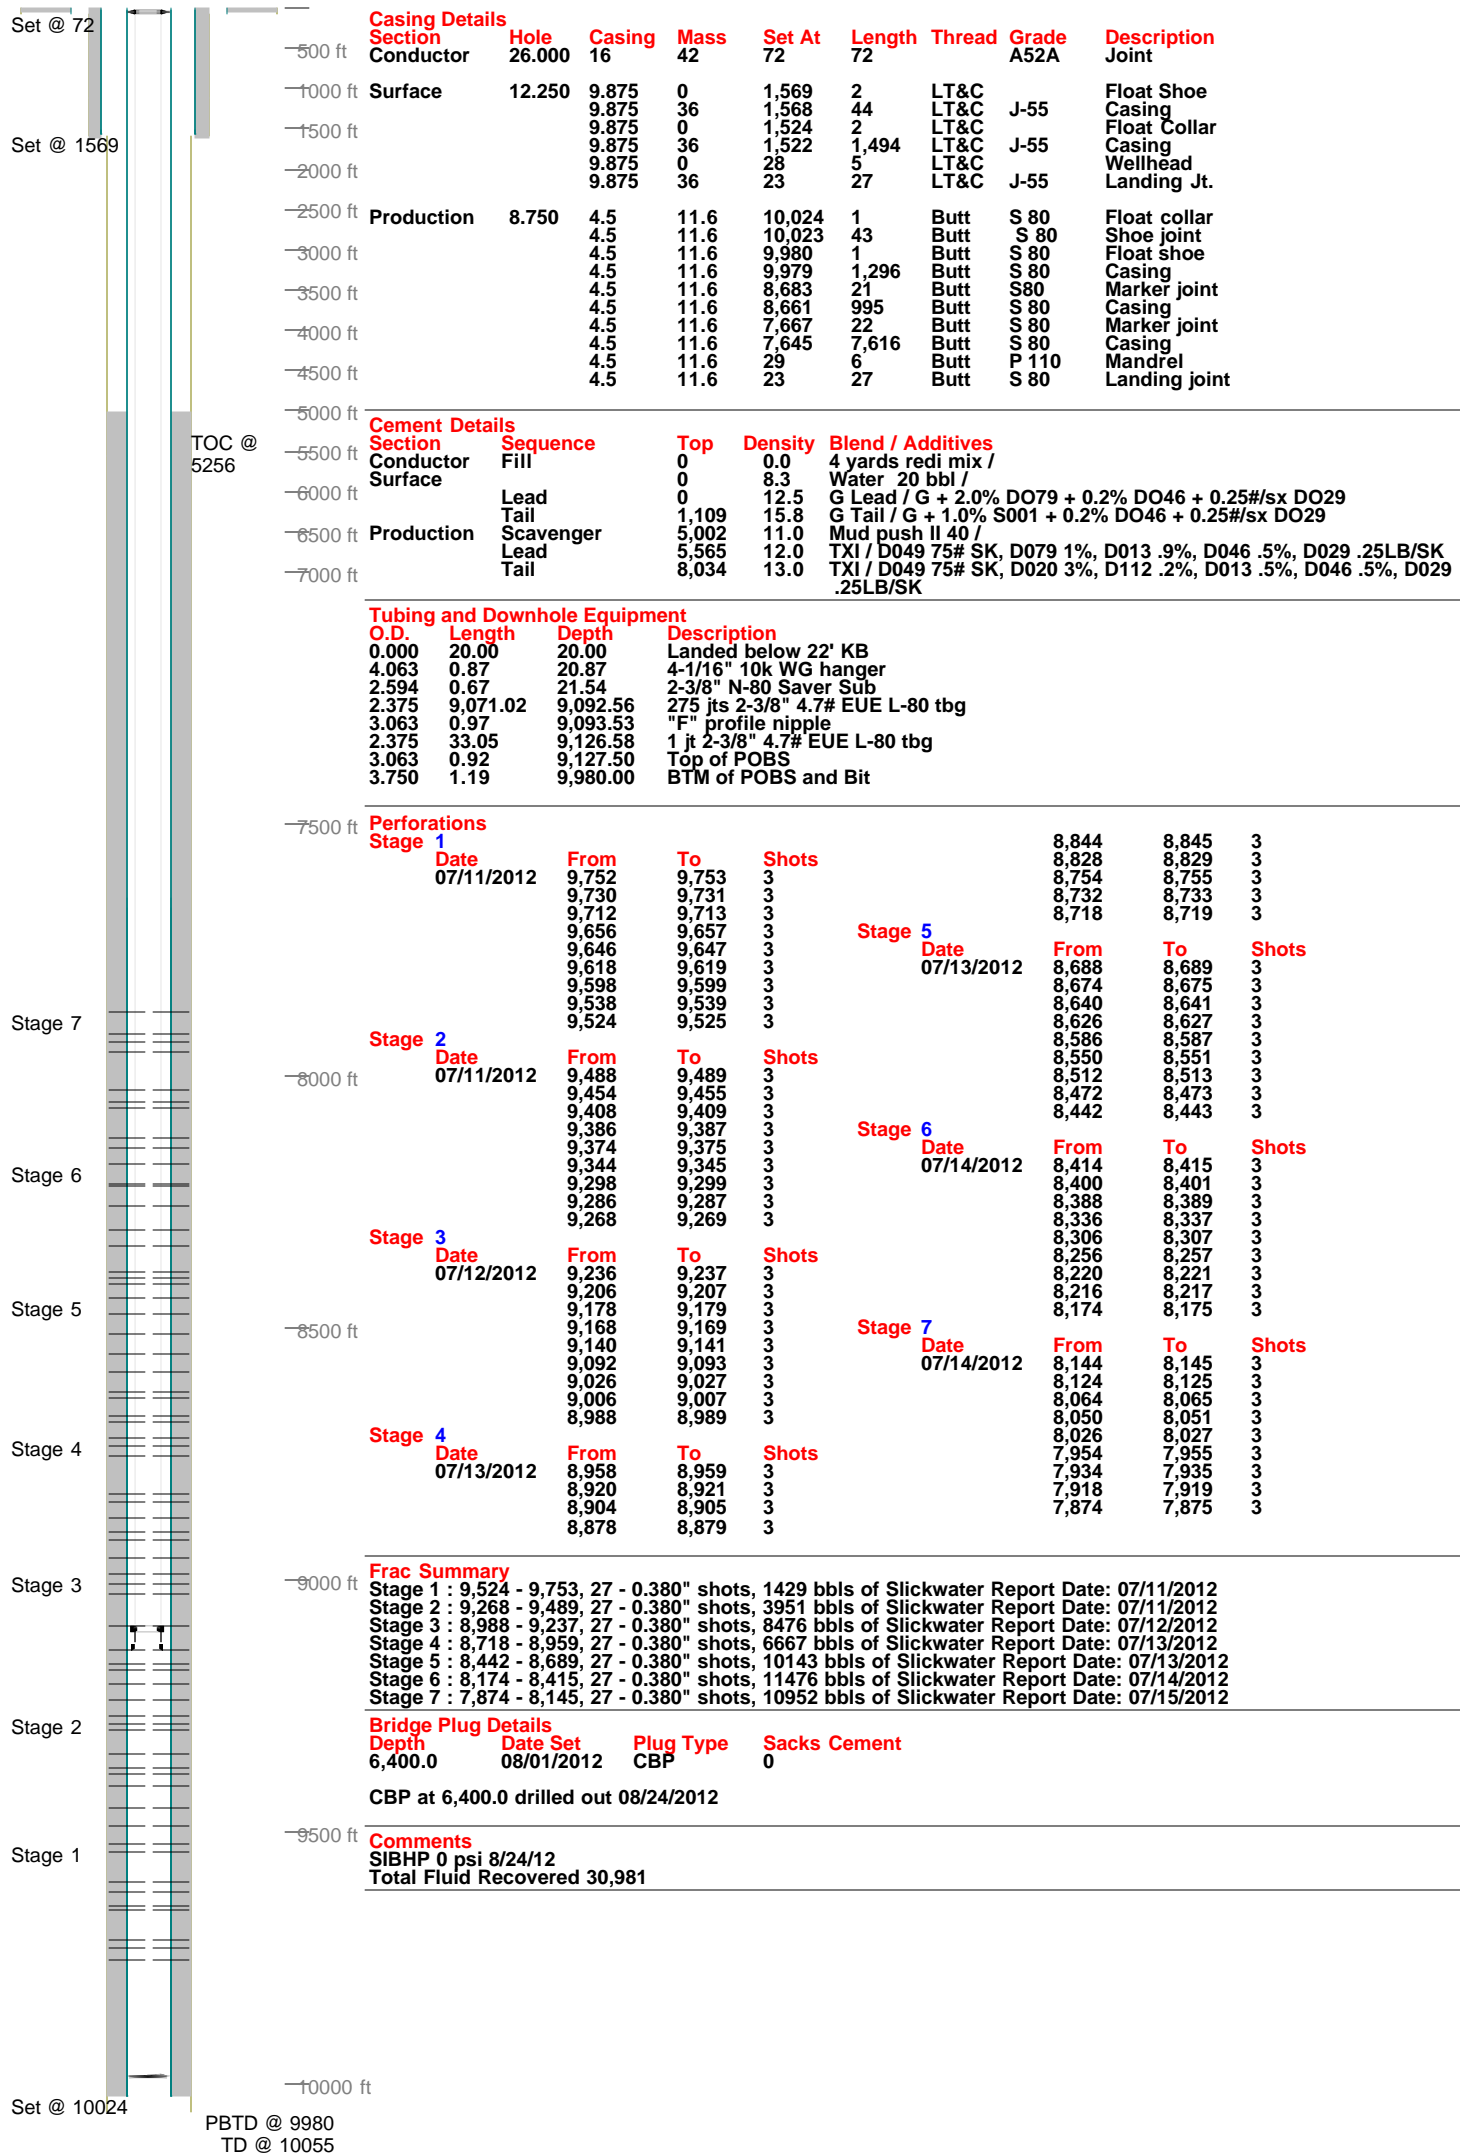 Set @ 72
Set @ 1569
TOC @
5256
Stage 7
Stage 6
Stage 5
Stage 4
Stage 3
Stage 2
Stage 1
Set @ 10024
PBTD @ 9980
TD @ 10055
500 ft
1000 ft
1500 ft
2000 ft
2500 ft
3000 ft
3500 ft
4000 ft
4500 ft
5000 ft
5500 ft
6000 ft
6500 ft
7000 ft
7500 ft
8000 ft
8500 ft
9000 ft
9500 ft
10000 ft
Casing Details
Section Hole Casing Mass Set At Length Thread Grade Description
Conductor 26.000 16 42 72 72 A52A Joint
Surface 12.250 9.875 0 1,569 2 LT&C Float Shoe
9.875 36 1,568 44 LT&C J-55 Casing
9.875 0 1,524 2 LT&C Float Collar
9.875 36 1,522 1,494 LT&C J-55 Casing
9.875 0 28 5 LT&C Wellhead
9.875 36 23 27 LT&C J-55 Landing Jt.
Production 8.750 4.5 11.6 10,024 1 Butt S 80 Float collar
4.5 11.6 10,023 43 Butt S 80 Shoe joint
4.5 11.6 9,980 1 Butt S 80 Float shoe
4.5 11.6 9,979 1,296 Butt S 80 Casing
4.5 11.6 8,683 21 Butt S80 Marker joint
4.5 11.6 8,661 995 Butt S 80 Casing
4.5 11.6 7,667 22 Butt S 80 Marker joint
4.5 11.6 7,645 7,616 Butt S 80 Casing
4.5 11.6 29 6 Butt P 110 Mandrel
4.5 11.6 23 27 Butt S 80 Landing joint
Cement Details
Section Sequence Top Density Blend / Additives
Conductor Fill 0 0.0 4 yards redi mix /
Surface 0 8.3 Water 20 bbl /
Lead 0 12.5 G Lead / G + 2.0% DO79 + 0.2% DO46 + 0.25#/sx DO29
Tail 1,109 15.8 G Tail / G + 1.0% S001 + 0.2% DO46 + 0.25#/sx DO29
Production Scavenger 5,002 11.0 Mud push II 40 /
Lead 5,565 12.0 TXI / D049 75# SK, D079 1%, D013 .9%, D046 .5%, D029 .25LB/SK
Tail 8,034 13.0 TXI / D049 75# SK, D020 3%, D112 .2%, D013 .5%, D046 .5%, D029
.25LB/SK
Tubing and Downhole Equipment
O.D. Length Depth Description
0.000 20.00 20.00 Landed below 22' KB
4.063 0.87 20.87 4-1/16" 10k WG hanger
2.594 0.67 21.54 2-3/8" N-80 Saver Sub
2.375 9,071.02 9,092.56 275 jts 2-3/8" 4.7# EUE L-80 tbg
3.063 0.97 9,093.53 "F" profile nipple
2.375 33.05 9,126.58 1 jt 2-3/8" 4.7# EUE L-80 tbg
3.063 0.92 9,127.50 Top of POBS
3.750 1.19 9,980.00 BTM of POBS and Bit
Perforations
Stage 1
Date From To Shots
07/11/2012 9,752 9,753 3
9,730 9,731 3
9,712 9,713 3
9,656 9,657 3
9,646 9,647 3
9,618 9,619 3
9,598 9,599 3
9,538 9,539 3
9,524 9,525 3
Stage 2
Date From To Shots
07/11/2012 9,488 9,489 3
9,454 9,455 3
9,408 9,409 3
9,386 9,387 3
9,374 9,375 3
9,344 9,345 3
9,298 9,299 3
9,286 9,287 3
9,268 9,269 3
Stage 3
Date From To Shots
07/12/2012 9,236 9,237 3
9,206 9,207 3
9,178 9,179 3
9,168 9,169 3
9,140 9,141 3
9,092 9,093 3
9,026 9,027 3
9,006 9,007 3
8,988 8,989 3
Stage 4
Date From To Shots
07/13/2012 8,958 8,959 3
8,920 8,921 3
8,904 8,905 3
8,878 8,879 3
8,844 8,845 3
8,828 8,829 3
8,754 8,755 3
8,732 8,733 3
8,718 8,719 3
Stage 5
Date From To Shots
07/13/2012 8,688 8,689 3
8,674 8,675 3
8,640 8,641 3
8,626 8,627 3
8,586 8,587 3
8,550 8,551 3
8,512 8,513 3
8,472 8,473 3
8,442 8,443 3
Stage 6
Date From To Shots
07/14/2012 8,414 8,415 3
8,400 8,401 3
8,388 8,389 3
8,336 8,337 3
8,306 8,307 3
8,256 8,257 3
8,220 8,221 3
8,216 8,217 3
8,174 8,175 3
Stage 7
Date From To Shots
07/14/2012 8,144 8,145 3
8,124 8,125 3
8,064 8,065 3
8,050 8,051 3
8,026 8,027 3
7,954 7,955 3
7,934 7,935 3
7,918 7,919 3
7,874 7,875 3
Frac Summary
Stage 1 : 9,524 - 9,753, 27 - 0.380" shots, 1429 bbls of Slickwater Report Date: 07/11/2012
Stage 2 : 9,268 - 9,489, 27 - 0.380" shots, 3951 bbls of Slickwater Report Date: 07/11/2012
Stage 3 : 8,988 - 9,237, 27 - 0.380" shots, 8476 bbls of Slickwater Report Date: 07/12/2012
Stage 4 : 8,718 - 8,959, 27 - 0.380" shots, 6667 bbls of Slickwater Report Date: 07/13/2012
Stage 5 : 8,442 - 8,689, 27 - 0.380" shots, 10143 bbls of Slickwater Report Date: 07/13/2012
Stage 6 : 8,174 - 8,415, 27 - 0.380" shots, 11476 bbls of Slickwater Report Date: 07/14/2012
Stage 7 : 7,874 - 8,145, 27 - 0.380" shots, 10952 bbls of Slickwater Report Date: 07/15/2012
Bridge Plug Details
Depth Date Set Plug Type Sacks Cement
6,400.0 08/01/2012 CBP 0
CBP at 6,400.0 drilled out 08/24/2012
Comments
SIBHP 0 psi 8/24/12
Total Fluid Recovered 30,981